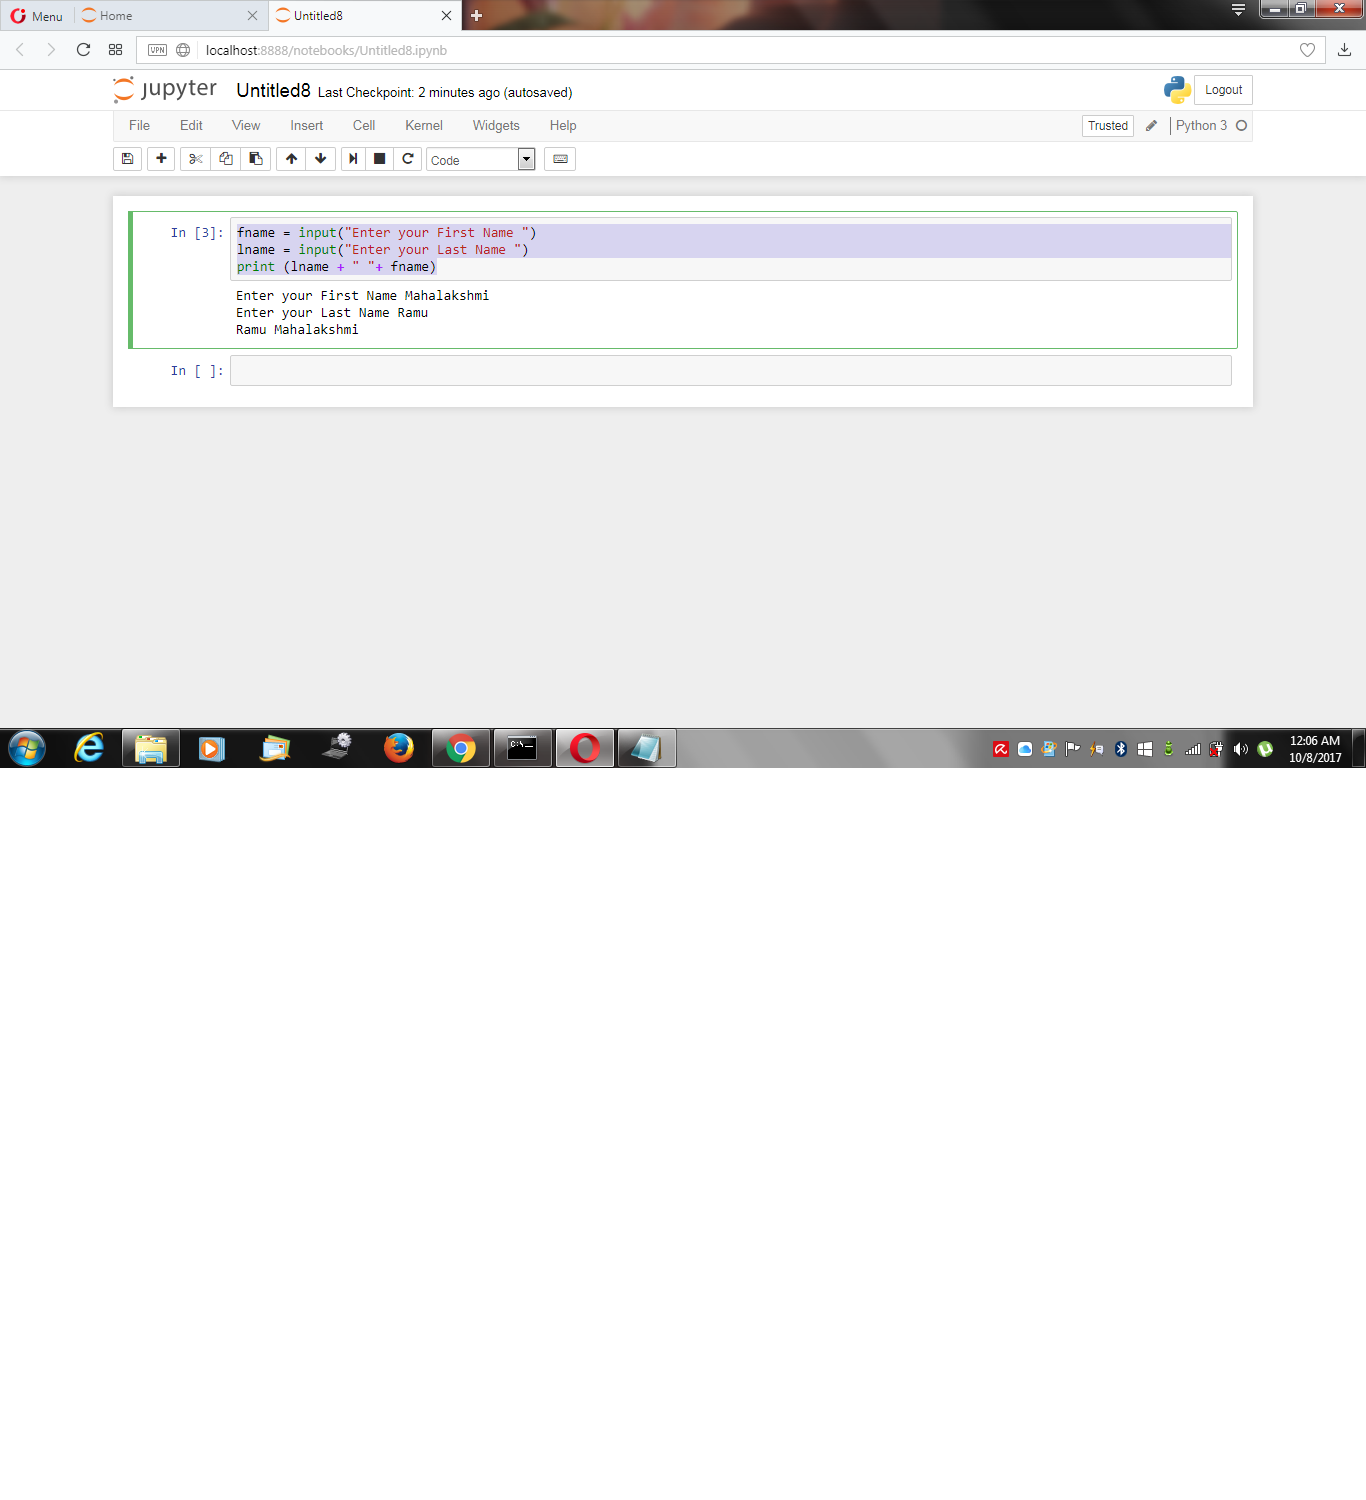 Menu
Home
Untitled8
VPN
localhost:8888/notebooks/Untitled8.ipynb
jupyter Untitled8 Last Checkpoint: 2 minutes ago (autosaved)
Logout
File Edit View Insert Cell Kernel Widgets Help
Trusted
Python 3
Code
In [3]:
fname = input("Enter your First Name ")
lname = input("Enter your Last Name ")
print (lname + " "+ fname)
Enter your First Name Mahalakshmi
Enter your Last Name Ramu
Ramu Mahalakshmi
In [ ]:
C:\_
12:06 AM
10/8/2017